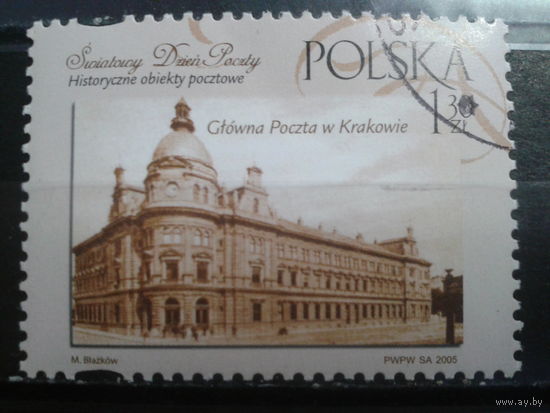 Światowy Dzień Poczty
Historyczne obiekty pocztowe
POLSKA
1 30
zł
Główna Poczta w Krakowie
M. Błażków
PWPW SA 2005
www.ay.by